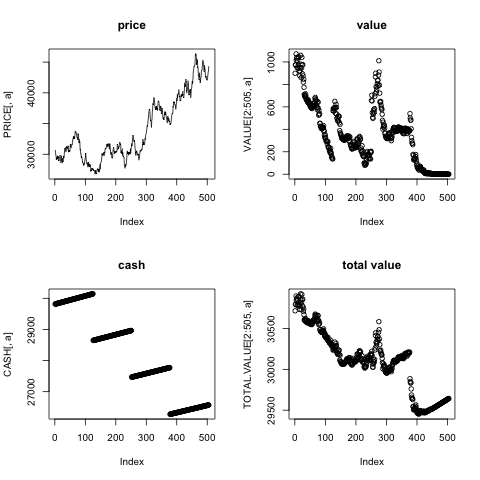 price
PRICE[, a]
30000
40000
0 100 200 300 400 500
Index
value
VALUE[2:505, a]
0
200
600
1000
0 100 200 300 400 500
Index
cash
CASH[, a]
27000
29000
0 100 200 300 400 500
Index
total value
TOTAL.VALUE[2:505, a]
29500
30000
30500
0 100 200 300 400 500
Index